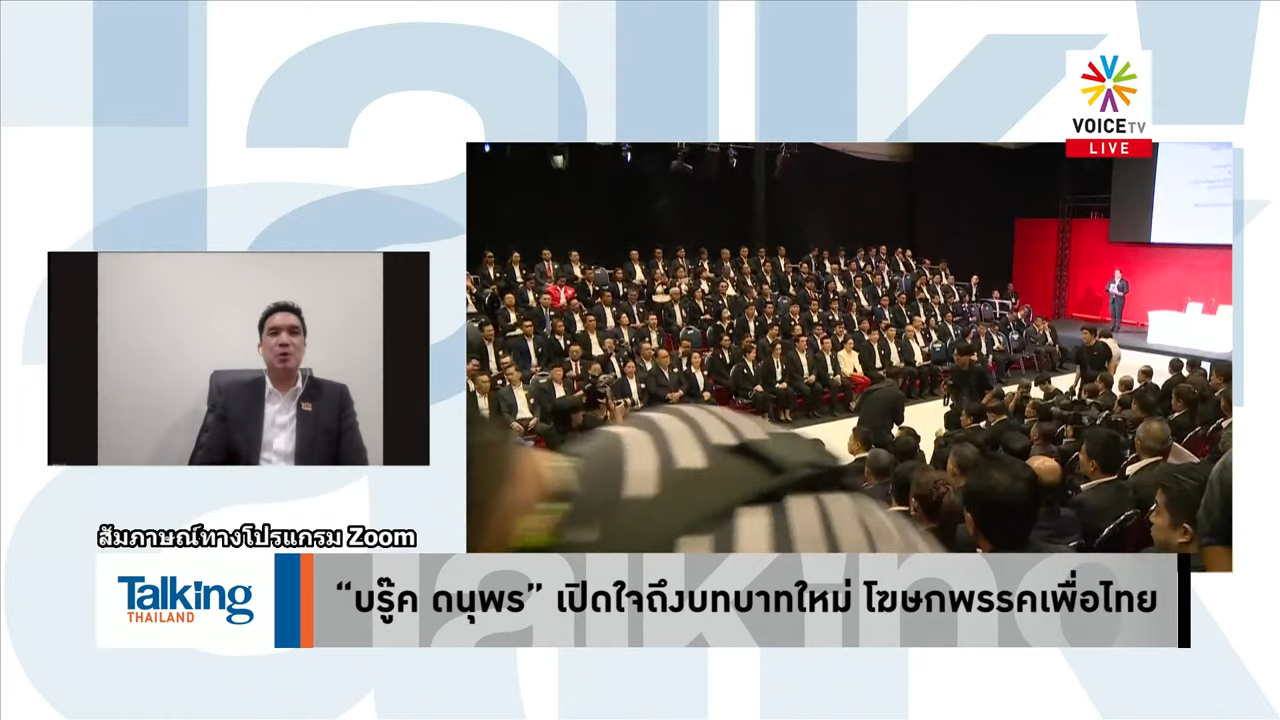 VOICE TV
LIVE
สัมภาษณ์ทางโปรแกรม Zoom
Talking
THAILAND
“บรู๊ค ดนุพร” เปิดใจถึงบทบาทใหม่ โฆษกพรรคเพื่อไทย